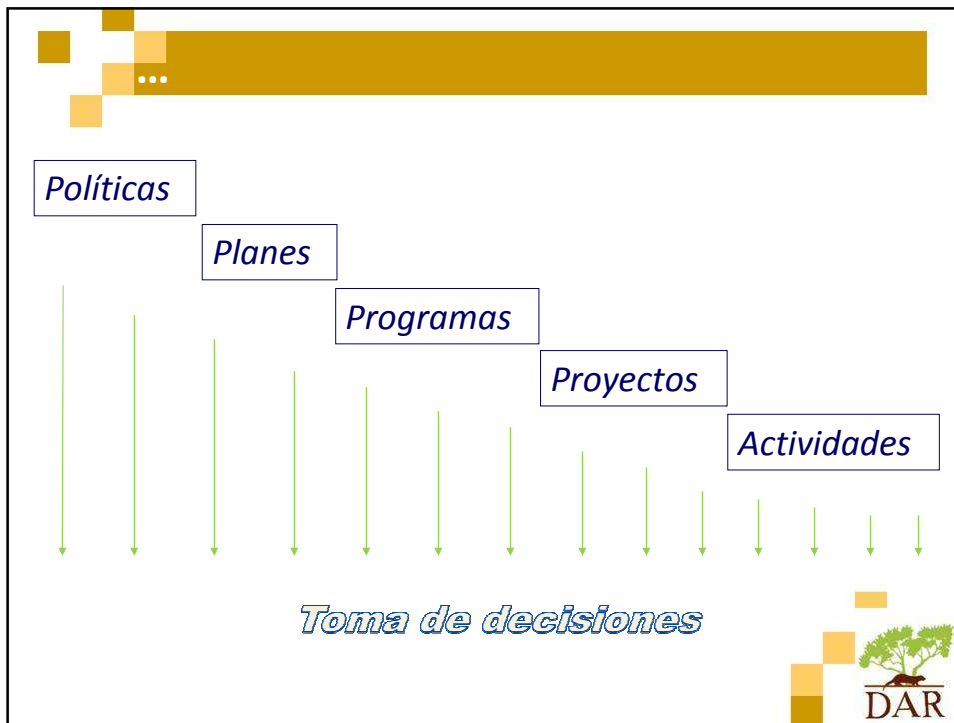 ...
Políticas
Planes
Programas
Proyectos
Actividades
Toma de decisiones
DAR